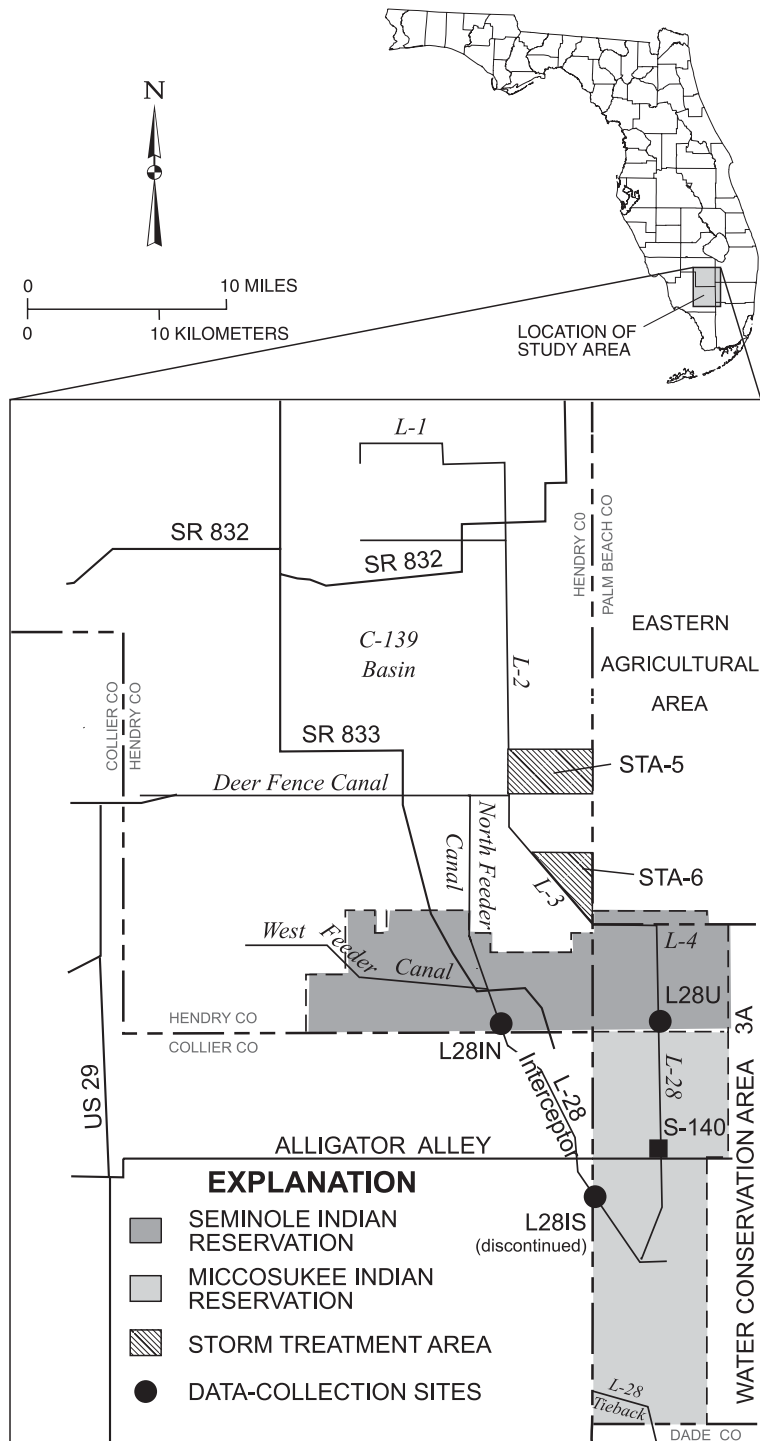 N
0 10 MILES
0 10 KILOMETERS
LOCATION OF
STUDY AREA
L-1
SR 832
SR 832
HENDRY C0
PALM BEACH CO
C-139
Basin
L-2
EASTERN
AGRICULTURAL
AREA
COLLIER CO
HENDRY CO
SR 833
STA-5
Deer Fence Canal
North Feeder
Canal
STA-6
L-3
West
Feeder
Canal
L-4
L28U
HENDRY CO
COLLIER CO
L28IN
L-28
Interceptor
L-28
S-140
US 29
WATER CONSERVATION AREA 3A
ALLIGATOR ALLEY
L28IS
(discontinued)
EXPLANATION
SEMINOLE INDIAN
RESERVATION
MICCOSUKEE INDIAN
RESERVATION
STORM TREATMENT AREA
DATA-COLLECTION SITES
L-28
Tieback
DADE CO